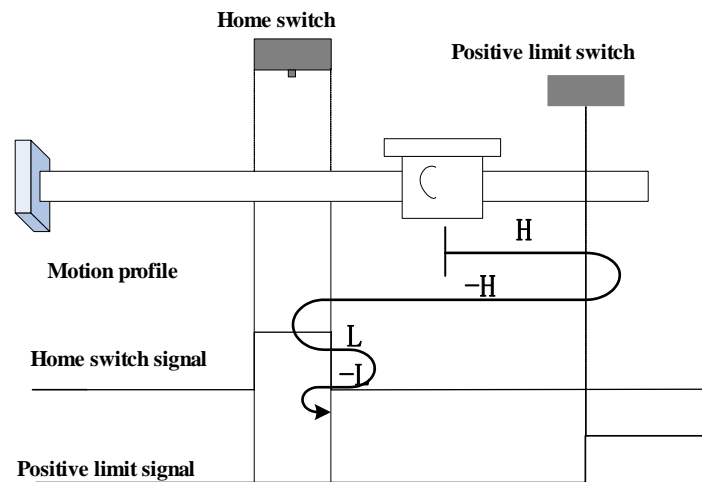 Home switch
Positive limit switch
H
Motion profile
-H
L
Home switch signal
-L
Positive limit signal